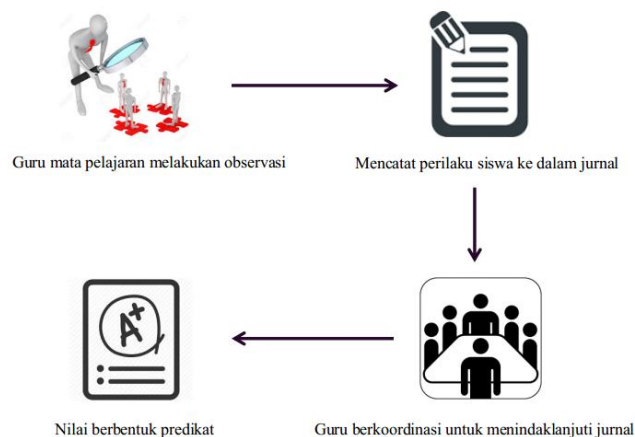 Guru mata pelajaran melakukan observasi
Mencatat perilaku siswa ke dalam jurnal
A+
Guru berkoordinasi untuk menindaklanjuti jurnal
Nilai berbentuk predikat